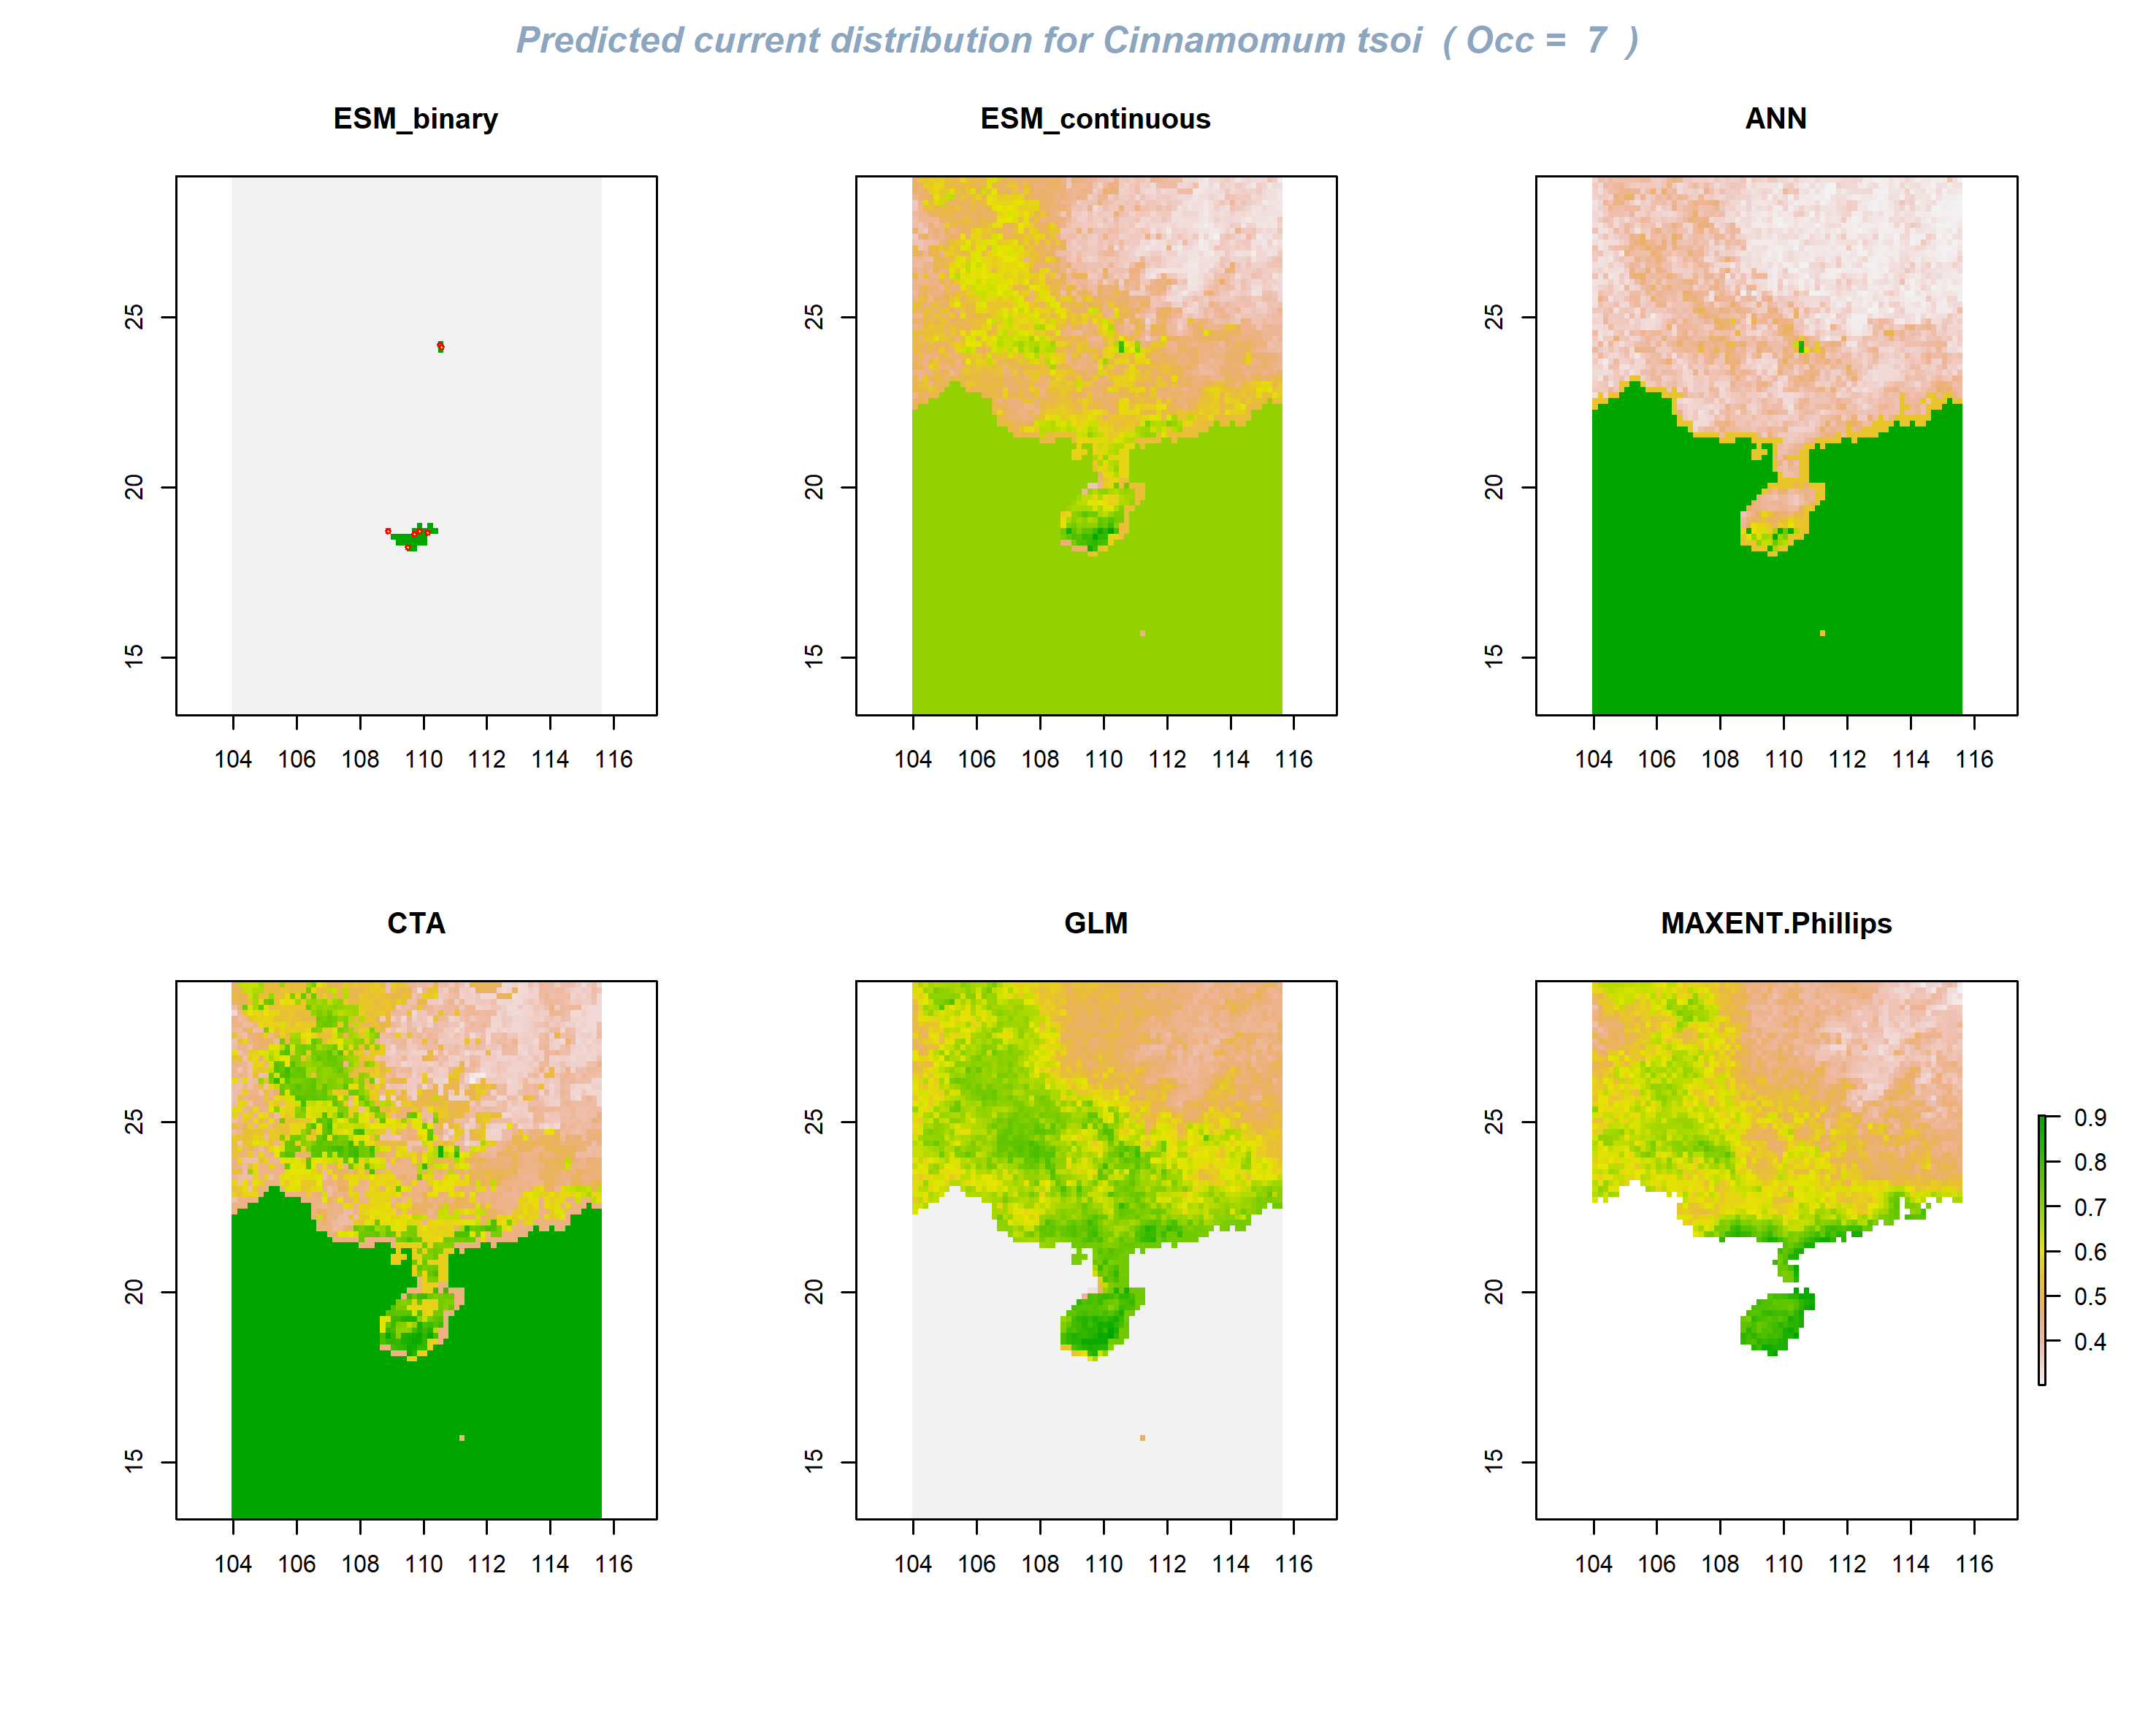 Predicted current distribution for Cinnamomum tsoi ( Occ = 7 )
ESM_binary
ESM_continuous
ANN
25
20
15
104 106 108 110 112 114 116
25
20
15
104 106 108 110 112 114 116
25
20
15
104 106 108 110 112 114 116
CTA
GLM
MAXENT.Phillips
25
20
15
104 106 108 110 112 114 116
25
20
15
104 106 108 110 112 114 116
25
20
15
104 106 108 110 112 114 116
0.9
0.8
0.7
0.6
0.5
0.4